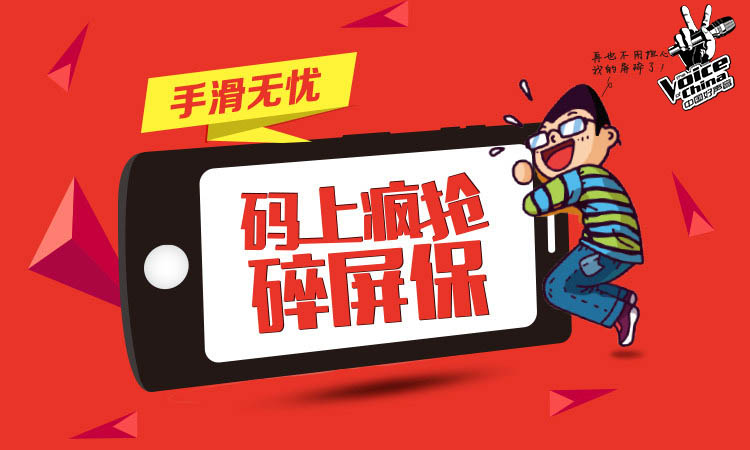 手滑无忧
码上疯抢
碎屏保
再也不用担心
我的屏碎了！
The
Voice
of China
中国好声音